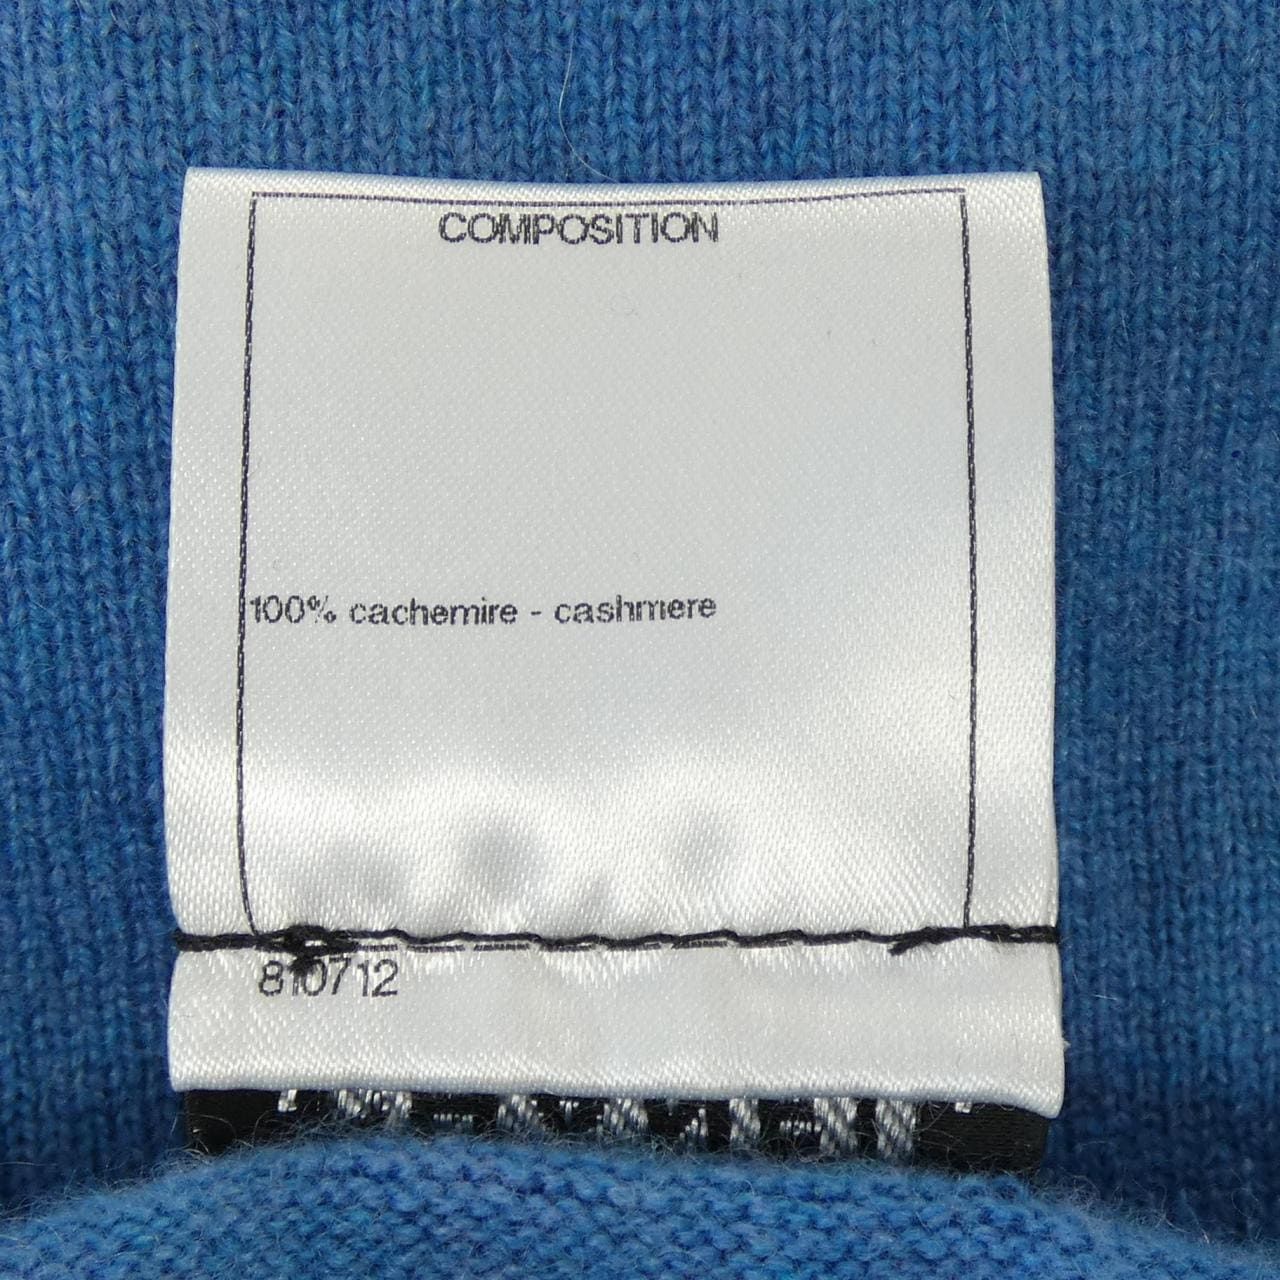 COMPOSITION
100% cachemire - cashmere
810712